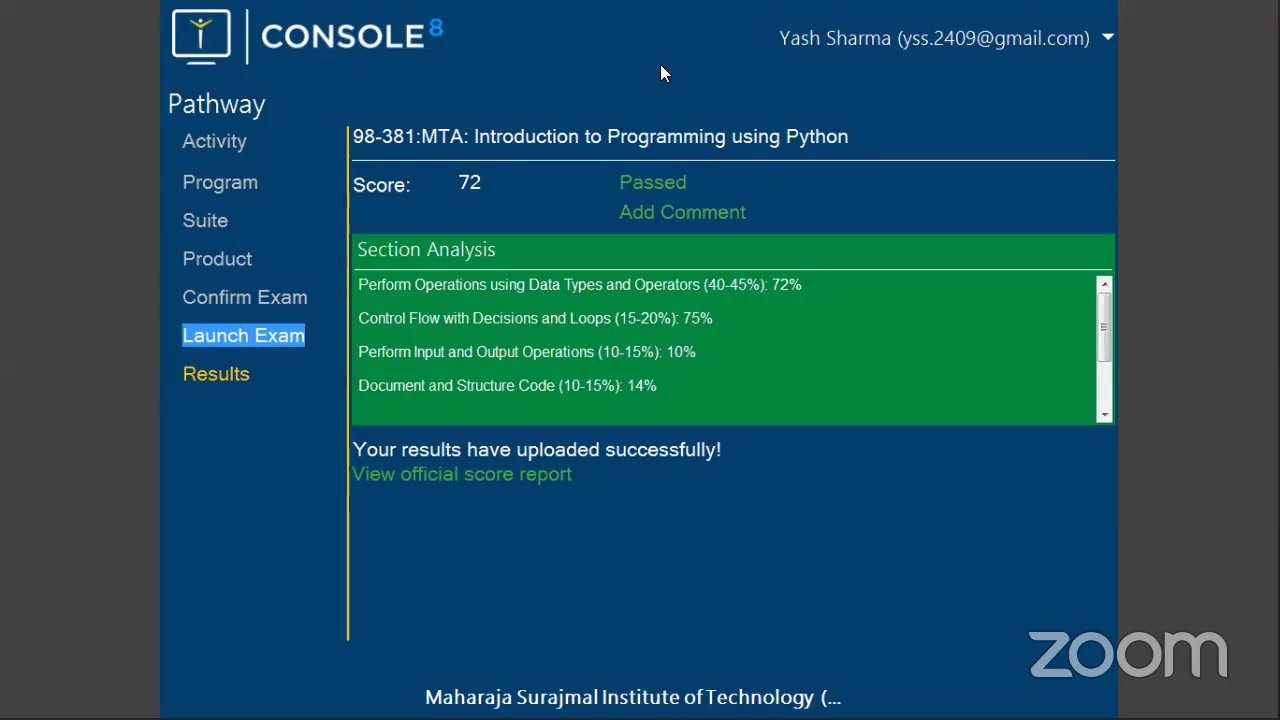 CONSOLE 8
Yash Sharma (yss.2409@gmail.com)
Pathway
Activity
Program
Suite
Product
Confirm Exam
Launch Exam
Results
98-381:MTA: Introduction to Programming using Python
Score: 72 Passed
Add Comment
Section Analysis
Perform Operations using Data Types and Operators (40-45%): 72%
Control Flow with Decisions and Loops (15-20%): 75%
Perform Input and Output Operations (10-15%): 10%
Document and Structure Code (10-15%): 14%
Your results have uploaded successfully!
View official score report
zoom
Maharaja Surajmal Institute of Technology (...